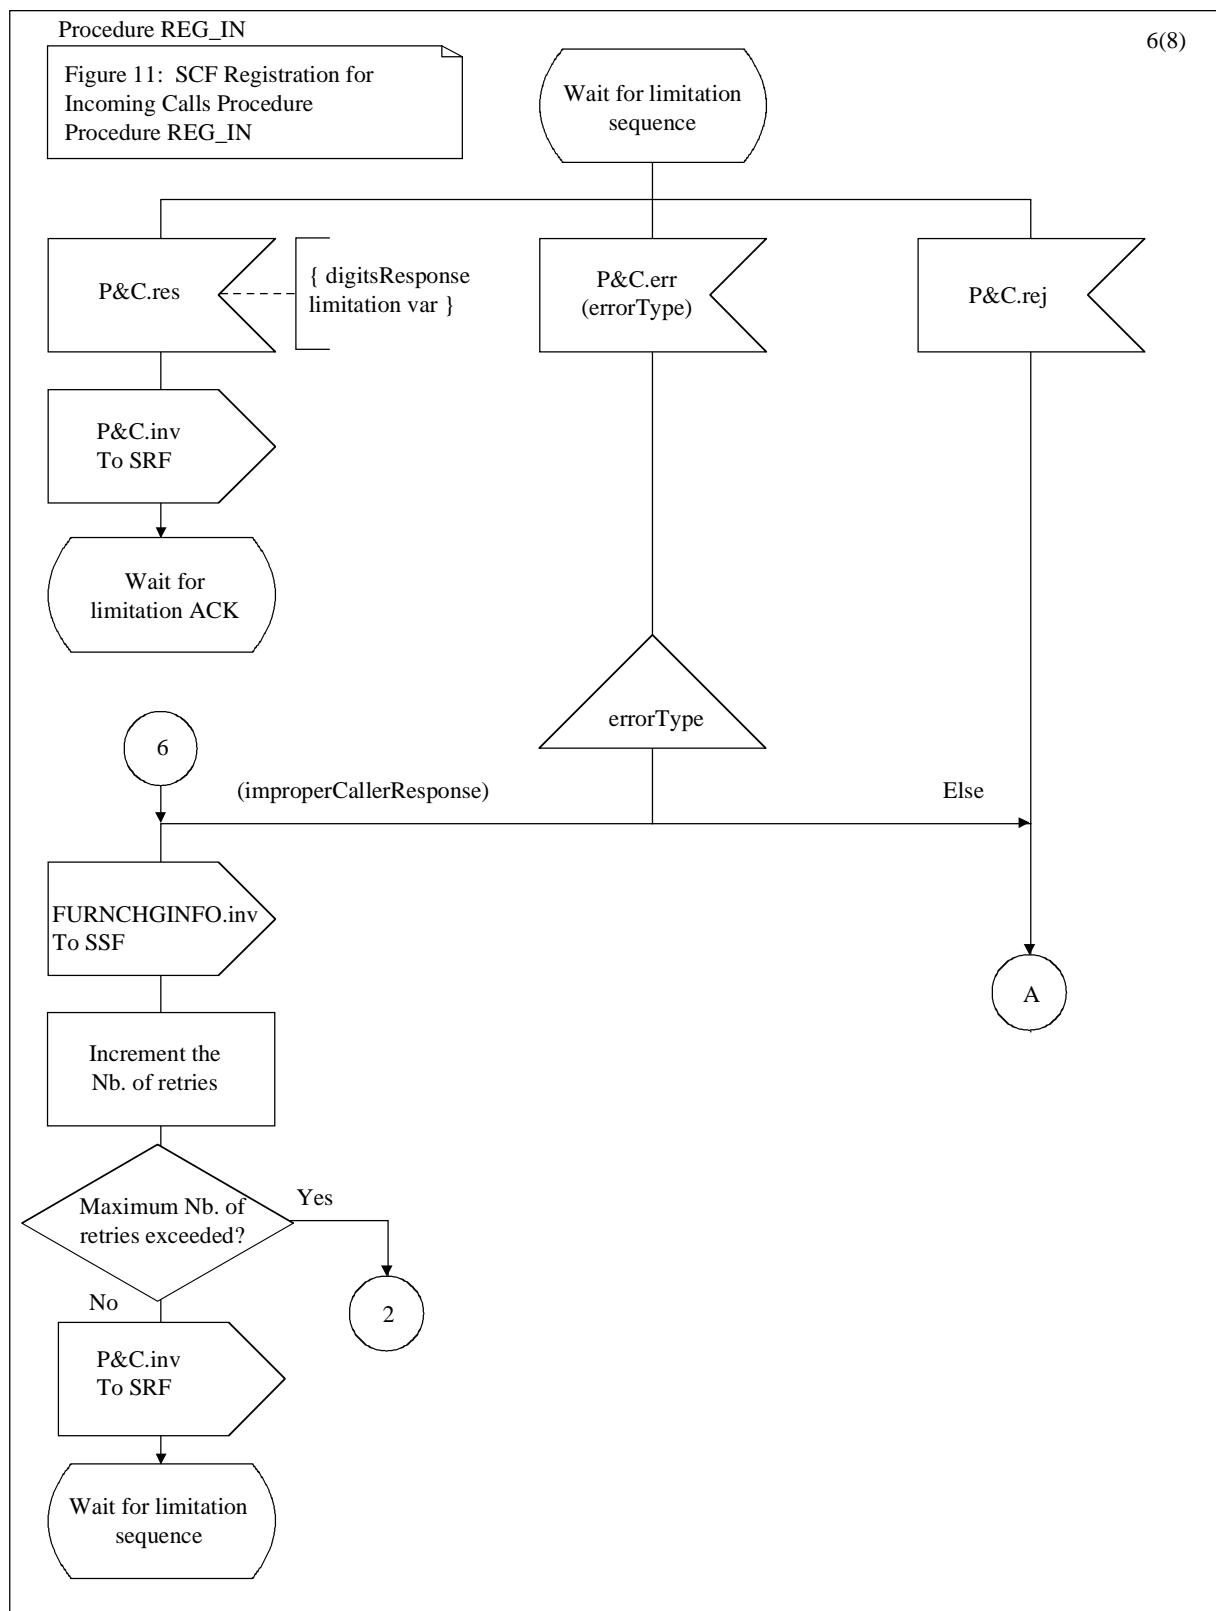 Procedure REG_IN
6(8)
Figure 11: SCF Registration for
Incoming Calls Procedure
Procedure REG_IN
Wait for limitation
sequence
P&C.res
{ digitsResponse
limitation var }
P&C.err
(errorType)
P&C.rej
P&C.inv
To SRF
Wait for
limitation ACK
errorType
6
(improperCallerResponse)
Else
FURNCHGINFO.inv
To SSF
A
Increment the
Nb. of retries
Maximum Nb. of
retries exceeded?
Yes
No
2
P&C.inv
To SRF
Wait for limitation
sequence